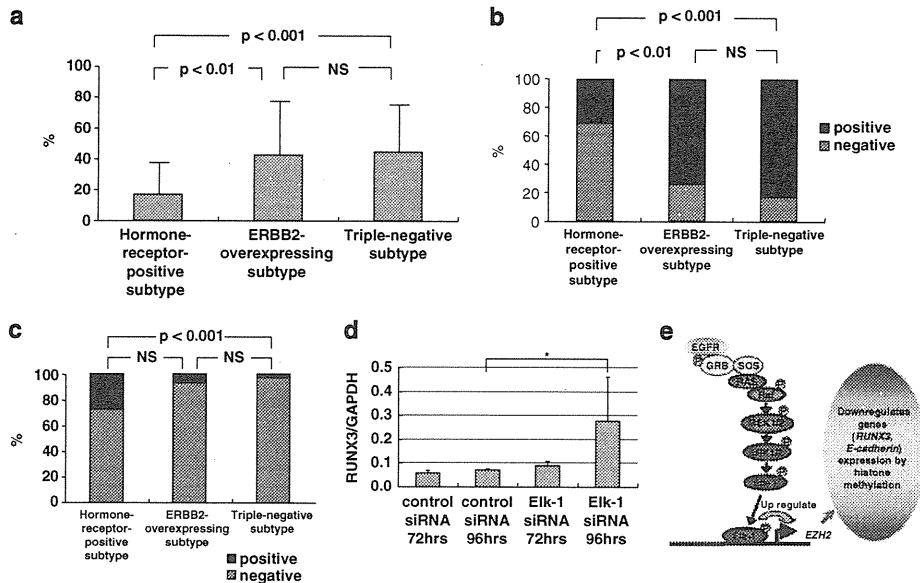 a
p < 0.001
p < 0.01
NS
100
80
60
40
20
0
%
Hormone-
receptor-
positive
subtype
ERBB2-
overexpressing
subtype
Triple-negative
subtype
b
p < 0.001
p < 0.01
NS
100
80
60
40
20
0
%
Hormone-
receptor-
positive
subtype
ERBB2-
overexpressing
subtype
Triple-negative
subtype
positive
negative
c
p < 0.001
NS
NS
100
80
60
40
20
0
%
Hormone-
receptor-
positive
subtype
ERBB2-
overexpressing
subtype
Triple-negative
subtype
positive
negative
d
*
0.5
0.4
0.3
0.2
0.1
0.0
RUNX3/GAPDH
control
siRNA
72hrs
control
siRNA
96hrs
Elk-1
siRNA
72hrs
Elk-1
siRNA
96hrs
e
EGFR
GRB
SOS
RAS
Raf
Up regulate
EZH2
Downregulates
genes
(RUNX3,
E-cadherin)
expression by
histone
methylation